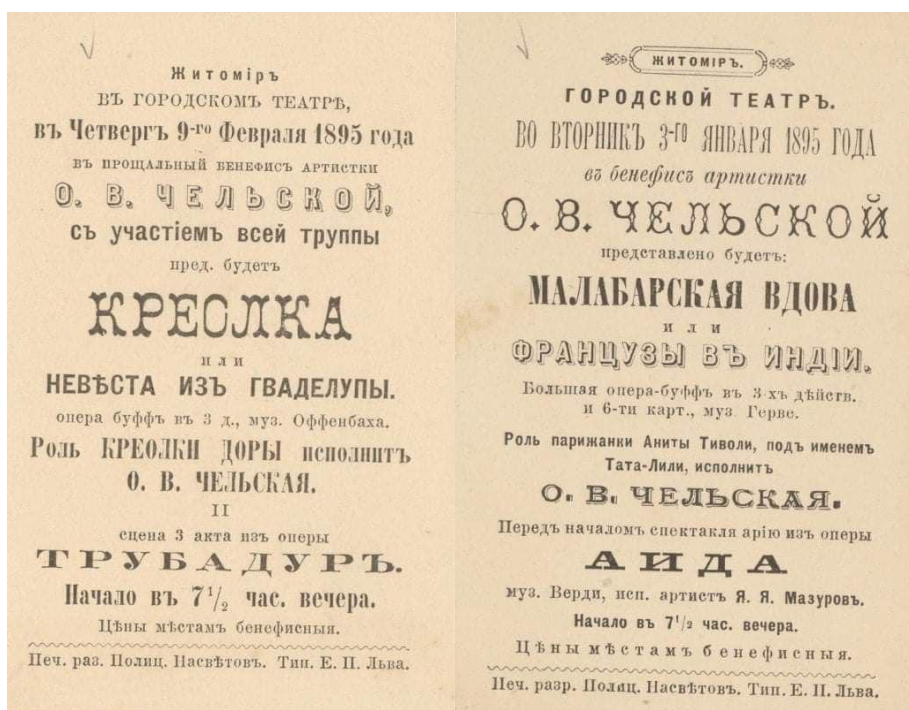 Житоміръ
ВЪ ГОРОДСКОМЪ ТЕАТРѢ,
въ Четвергъ 9-го Февраля 1895 года
ВЪ ПРОЩАЛЬНЫЙ БЕНЕФИСЪ АРТИСТКИ
О. В. ЧЕЛЬСКОЙ,
съ участіемъ всей труппы
пред. будетъ
КРЕОЛКА
или
НЕВѢСТА ИЗЪ ГВАДЕЛУПЫ.
опера буффъ въ 3 д., муз. Оффенбаха.
Роль КРЕОЛКИ ДОРЫ исполнитъ
О. В. ЧЕЛЬСКАЯ.
II
сцена 3 акта изъ оперы
ТРУБАДУРЪ.
Начало въ 7½ час. вечера.
Цѣны мѣстамъ бенефисныя.
Печ. раз. Полиц. Насвѣтовъ. Тип. Е. П. Льва.
ЖИТОМІРЪ.
ГОРОДСКОЙ ТЕАТРЪ.
ВО ВТОРНИКЪ 3-ГО ЯНВАРЯ 1895 ГОДА
въ бенефисъ артистки
О. В. ЧЕЛЬСКОЙ
представлено будетъ:
МАЛАБАРСКАЯ ВДОВА
или
ФРАНЦУЗЫ ВЪ ИНДІИ.
Большая опера-буффъ въ 3-хъ дѣйств.
и 6-ти карт., муз. Герве.
Роль парижанки Аниты Тиволи, подъ именемъ
Тата-Лили, исполнитъ
О. В. ЧЕЛЬСКАЯ.
Передъ началомъ спектакля арію изъ оперы
АИДА
муз. Верди, исп. артистъ Я. Я. Мазуровъ.
Начало въ 7½ час. вечера.
Цѣны мѣстамъ бенефисныя.
Печ. разр. Полиц. Насвѣтовъ. Тип. Е. П. Льва.